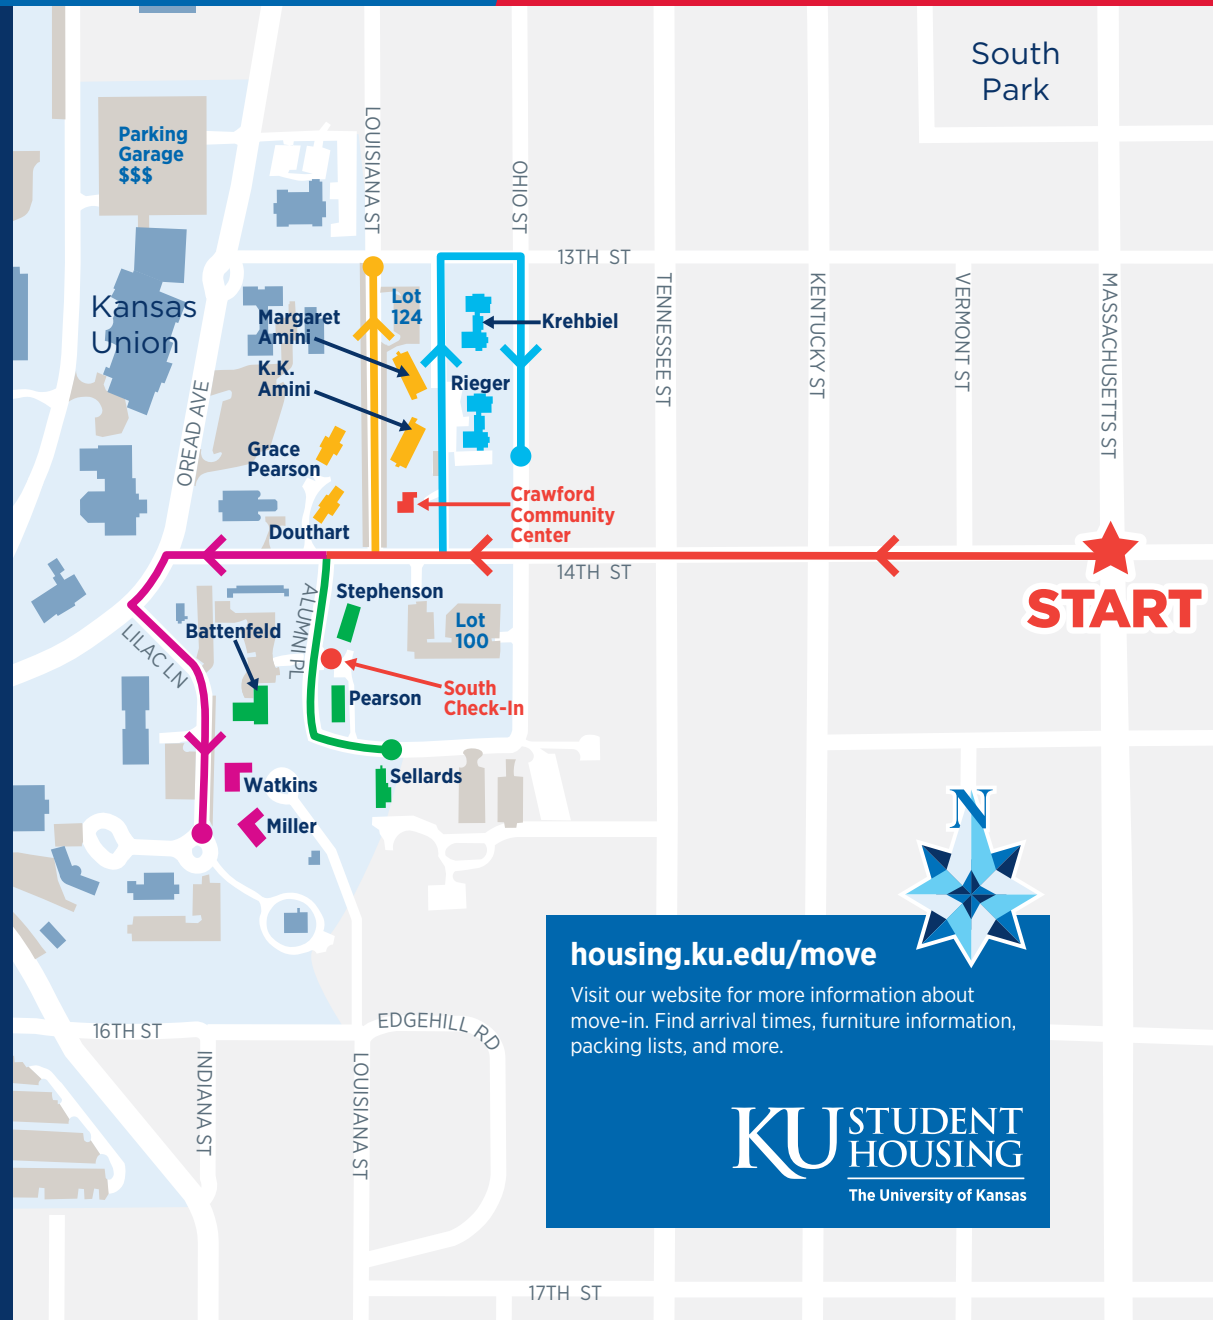 South
Park
Parking
Garage
$$$
LOUISIANA ST
OHIO ST
13TH ST
TENNESSEE ST
KENTUCKY ST
VERMONT ST
MASSACHUSETTS ST
Kansas
Union
Lot
124
Margaret
Amini
Krehbiel
K.K.
Amini
Rieger
OREAD AVE
Grace
Pearson
Crawford
Community
Center
Douthart
14TH ST
START
ALUMNI PL
Stephenson
Lot
100
Battenfeld
LILAC LN
South
Check-In
Pearson
Sellards
Watkins
Miller
N
housing.ku.edu/move
Visit our website for more information about
move-in. Find arrival times, furniture information,
packing lists, and more.
16TH ST
EDGEHILL RD
INDIANA ST
LOUISIANA ST
KU STUDENT
HOUSING
The University of Kansas
17TH ST